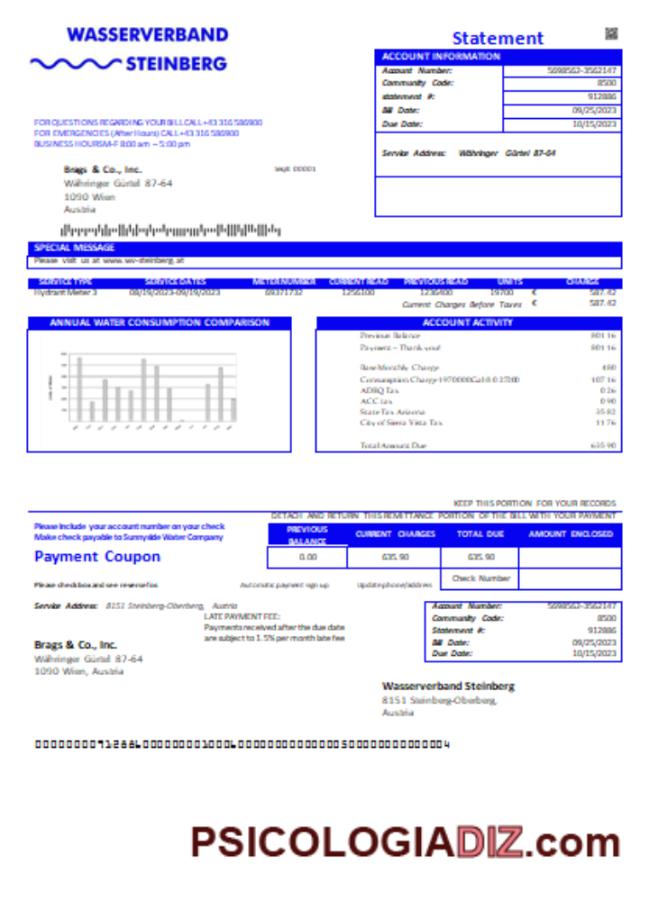 WASSERVERBAND
STEINBERG
Statement
ACCOUNT INFORMATION
Account Number: 5698562-3562147
Community Code: 8500
statement #: 912886
Bill Date: 09/25/2023
Due Date: 10/15/2023
Service Address: Währinger Gürtel 87-64
FOR QUESTIONS REGARDING YOUR BILL CALL +43 316 586900
FOR EMERGENCIES (After Hours) CALL +43 316 586900
BUSINESS HOURS M-F 8:00 am – 5:00 pm
Brags & Co., Inc.
Währinger Gürtel 87-64
1090 Wien
Austria
Seq#: 00001
SPECIAL MESSAGE
Please visit us at www.wv-steinberg.at
SERVICE TYPE SERVICE DATES METER NUMBER CURRENT READ PREVIOUS READ UNITS CHARGE
Hydrant Meter 3 08/19/2023-09/19/2023 69371732 1256100 1236400 19700 € 587.42
Current Charges Before Taxes € 587.42
ANNUAL WATER CONSUMPTION COMPARISON
ACCOUNT ACTIVITY
Previous Balance 801.16
Payment – Thank you! 801.16
Base Monthly Charge 480
Consumption Charge 107.16
ADRQ Tax 0.26
ACC tax 0.90
State Tax Arizona 35.82
City of Sierra Vista Tax 11.76
Total Amount Due 635.90
KEEP THIS PORTION FOR YOUR RECORDS
DETACH AND RETURN THIS REMITTANCE PORTION OF THE BILL WITH YOUR PAYMENT
Please Include your account number on your check
Make check payable to Sunnyside Water Company
Payment Coupon
PREVIOUS BALANCE CURRENT CHARGES TOTAL DUE AMOUNT ENCLOSED
0.00 635.90 635.90
Check Number
Please check box and see reverse for.
Automatic payment sign up
Update phone/address
Service Address: 8151 Steinberg-Oberberg, Austria
LATE PAYMENT FEE:
Payments received after the due date
are subject to 1.5% per month late fee
Brags & Co., Inc.
Währinger Gürtel 87-64
1090 Wien, Austria
Account Number: 5698562-3562147
Community Code: 8500
Statement #: 912886
Bill Date: 09/25/2023
Due Date: 10/15/2023
Wasserverband Steinberg
8151 Steinberg-Oberberg,
Austria
PSICOLOGIADIZ.com